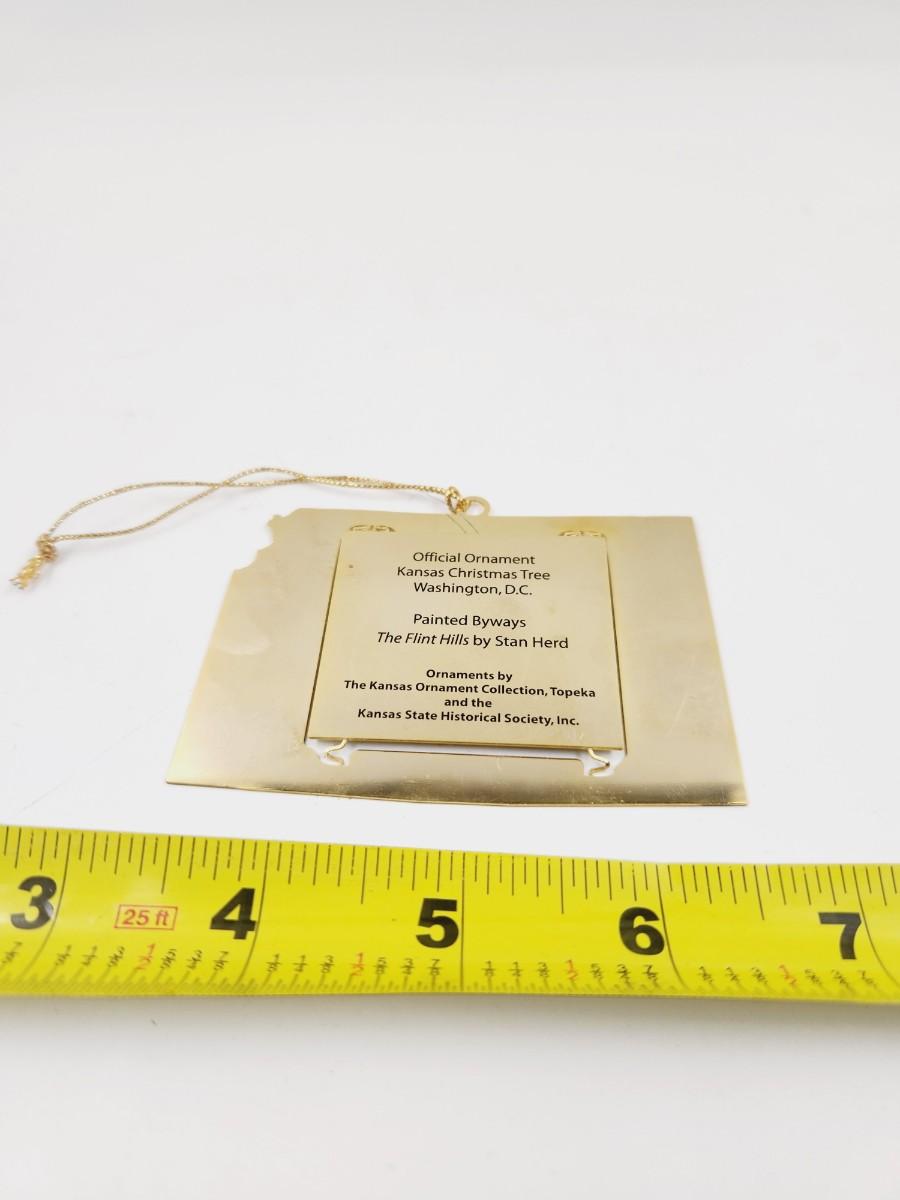 Official Ornament
Kansas Christmas Tree
Washington, D.C.
Painted Byways
The Flint Hills by Stan Herd
Ornaments by
The Kansas Ornament Collection, Topeka
and the
Kansas State Historical Society, Inc.
3 25 ft 4 5 6 7